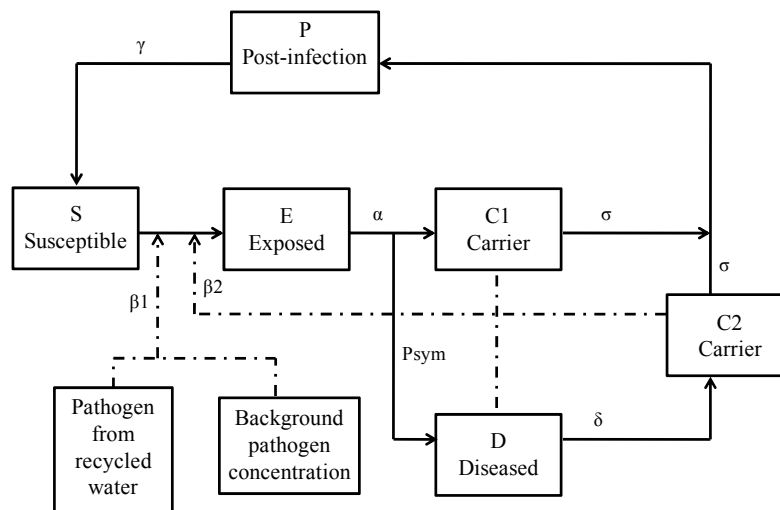 P
Post-infection
γ
S
Susceptible
E
Exposed
α
C1
Carrier
σ
σ
β1
β2
C2
Carrier
Psym
Pathogen
from
recycled
water
Background
pathogen
concentration
D
Diseased
δ